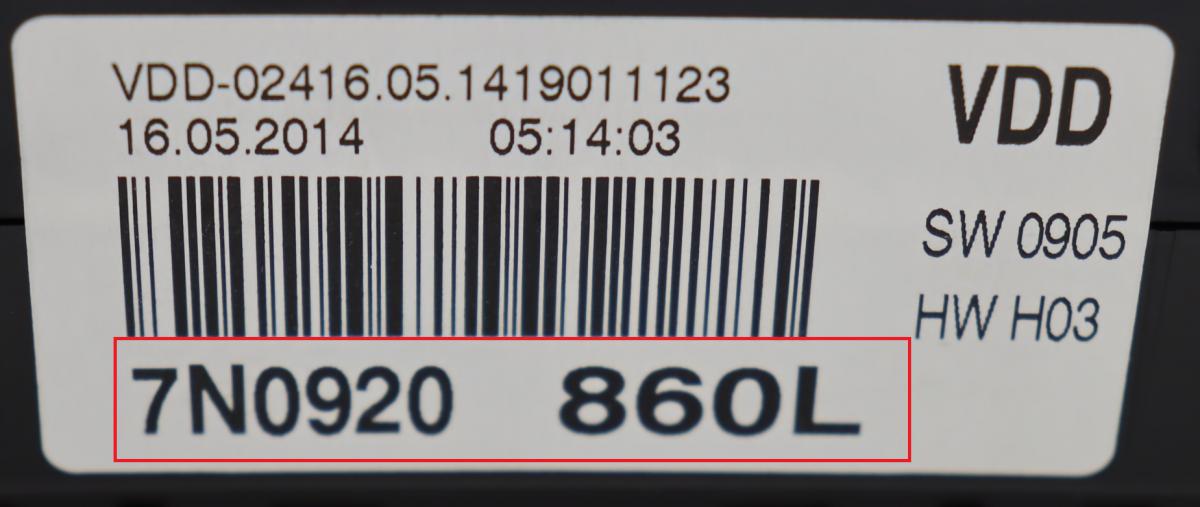 VDD-02416.05.1419011123
16.05.2014 05:14:03
VDD
SW 0905
HW H03
7N0920 860L